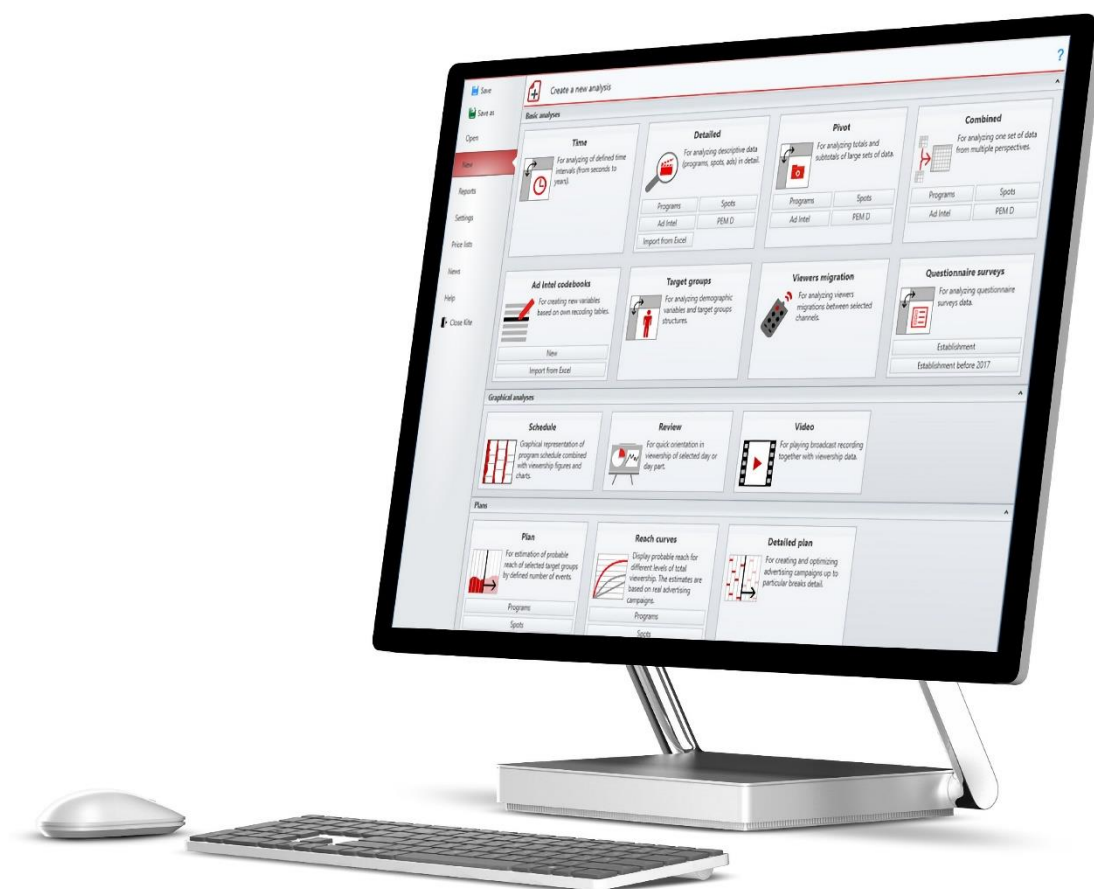 Save
Save as
Open
New
Reports
Settings
Price lists
News
Help
Close Kite
Create a new analysis
?
Basic analyses
Time
For analyzing of defined time
intervals (from seconds to
years).
Detailed
For analyzing descriptive data
(programs, spots, ads) in detail.
Programs
Spots
Ad Intel
PEM D
Import from Excel
Pivot
For analyzing totals and
subtotals of large sets of data.
Programs
Spots
Ad Intel
PEM D
Combined
For analyzing one set of data
from multiple perspectives.
Programs
Spots
Ad Intel
PEM D
Ad Intel codebooks
For creating new variables
based on own recoding tables.
New
Import from Excel
Target groups
For analyzing demographic
variables and target groups
structures.
Viewers migration
For analyzing viewers
migrations between selected
channels.
Questionnaire surveys
For analyzing questionnaire
surveys data.
Establishment
Establishment before 2017
Graphical analyses
Schedule
Graphical representation of
program schedule combined
with viewership figures and
charts.
Review
For quick orientation in
viewership of selected day or
day part.
Video
For playing broadcast recording
together with viewership data.
Plans
Plan
For estimation of probable
reach of selected target groups
by defined number of events.
Programs
Spots
Reach curves
Display probable reach for
different levels of total
viewership. The estimates are
based on real advertising
campaigns.
Programs
Spots
Detailed plan
For creating and optimizing
advertising campaigns up to
particular breaks detail.